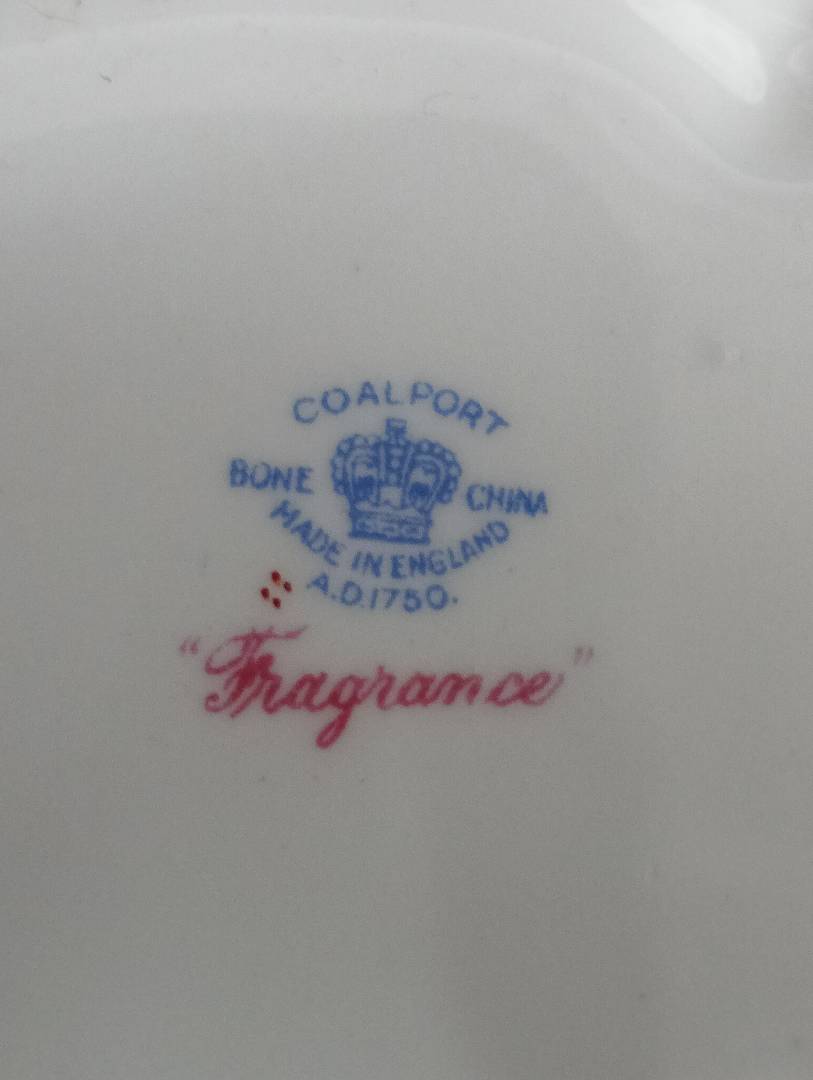 COALPORT
BONE CHINA
MADE IN ENGLAND
A.D.1750.
"Fragrance"